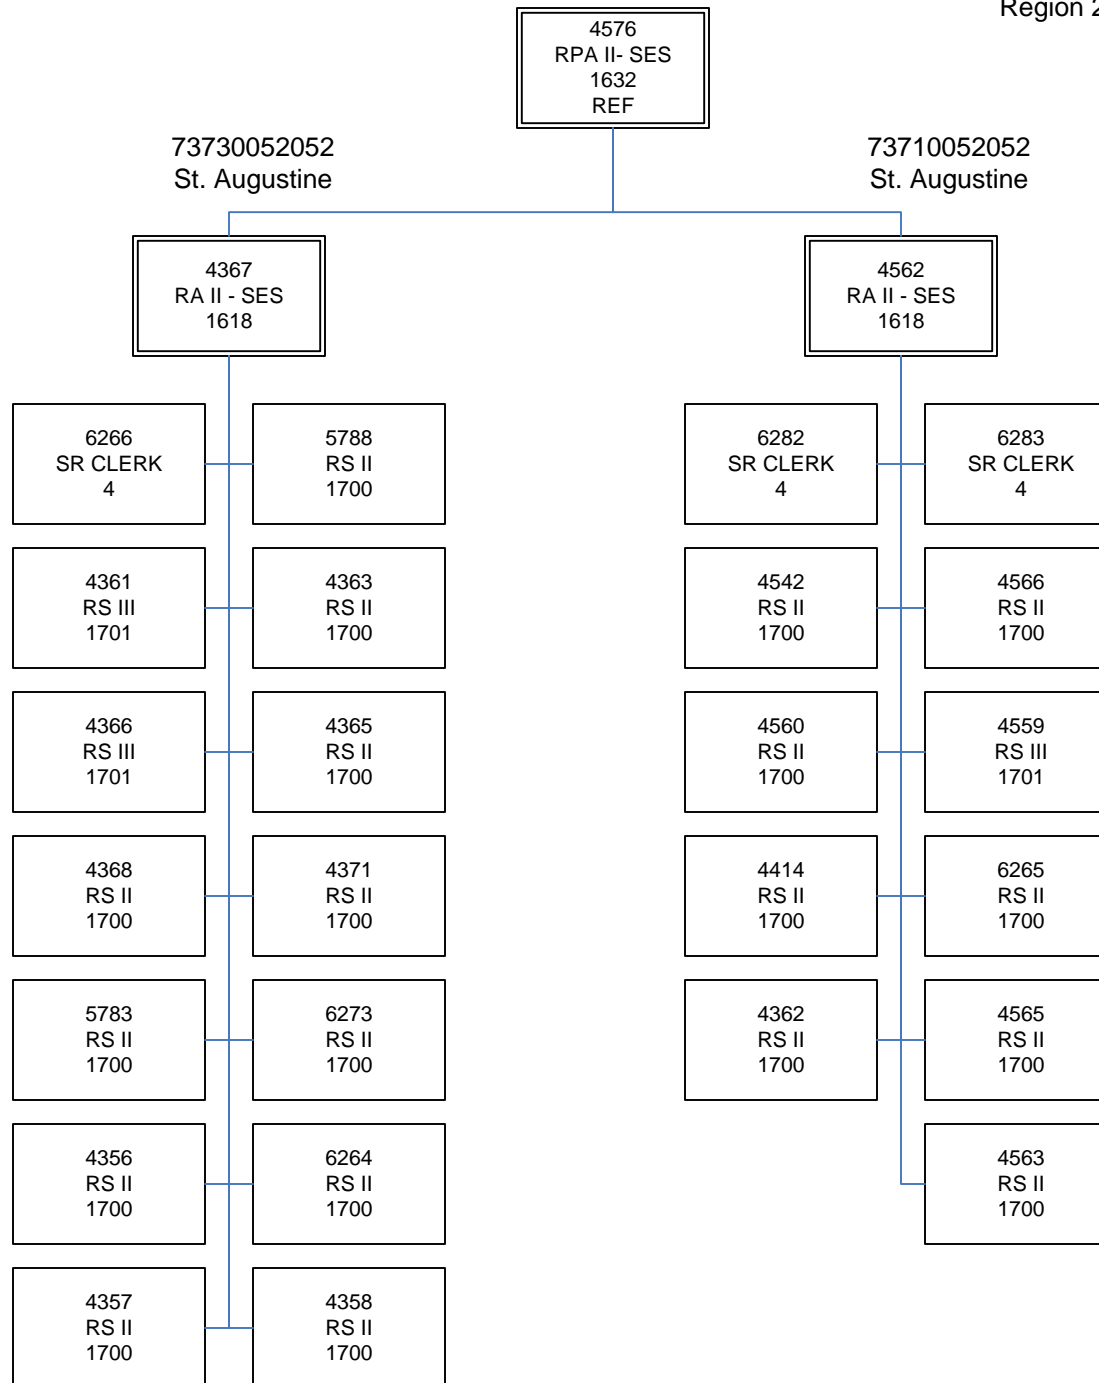 Region 2
4576
RPA II- SES
1632
REF
73730052052
St. Augustine
73710052052
St. Augustine
4367
RA II - SES
1618
4562
RA II - SES
1618
6266
SR CLERK
4
5788
RS II
1700
6282
SR CLERK
4
6283
SR CLERK
4
4361
RS III
1701
4363
RS II
1700
4542
RS II
1700
4566
RS II
1700
4366
RS III
1701
4365
RS II
1700
4560
RS II
1700
4559
RS III
1701
4368
RS II
1700
4371
RS II
1700
4414
RS II
1700
6265
RS II
1700
5783
RS II
1700
6273
RS II
1700
4362
RS II
1700
4565
RS II
1700
4356
RS II
1700
6264
RS II
1700
4563
RS II
1700
4357
RS II
1700
4358
RS II
1700